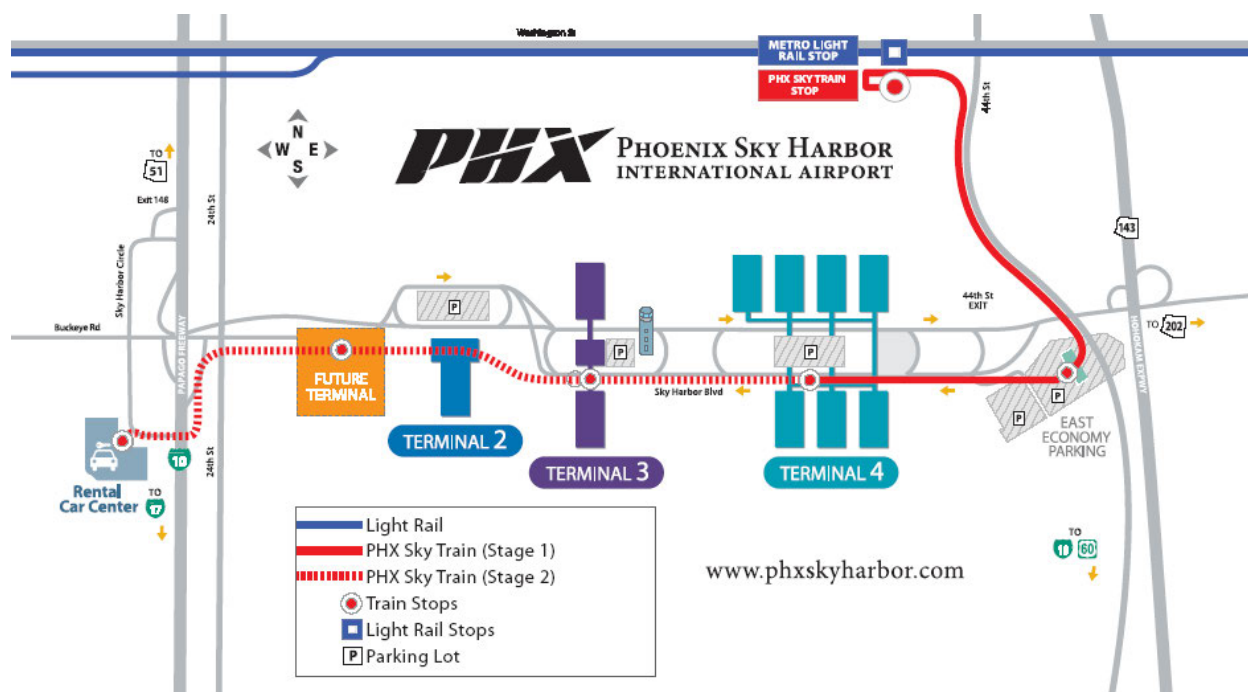 Washington St
METRO LIGHT
RAIL STOP
PHX SKY TRAIN
STOP
44th St
N
W E
S
PHX
PHOENIX SKY HARBOR
INTERNATIONAL AIRPORT
TO
51
Exit 148
24th St
Sky Harbor Circle
143
P
44th St
EXIT
Buckeye Rd
TO 202
PAPAGO FREEWAY
HOHOKAM EXPWY
P
P
FUTURE
TERMINAL
Sky Harbor Blvd
P
P
EAST
ECONOMY
PARKING
TERMINAL 2
TERMINAL 3
TERMINAL 4
24th St
10
Rental
Car Center
TO
17
Light Rail
PHX Sky Train (Stage 1)
PHX Sky Train (Stage 2)
Train Stops
Light Rail Stops
P Parking Lot
www.phxskyharbor.com
TO
10 60